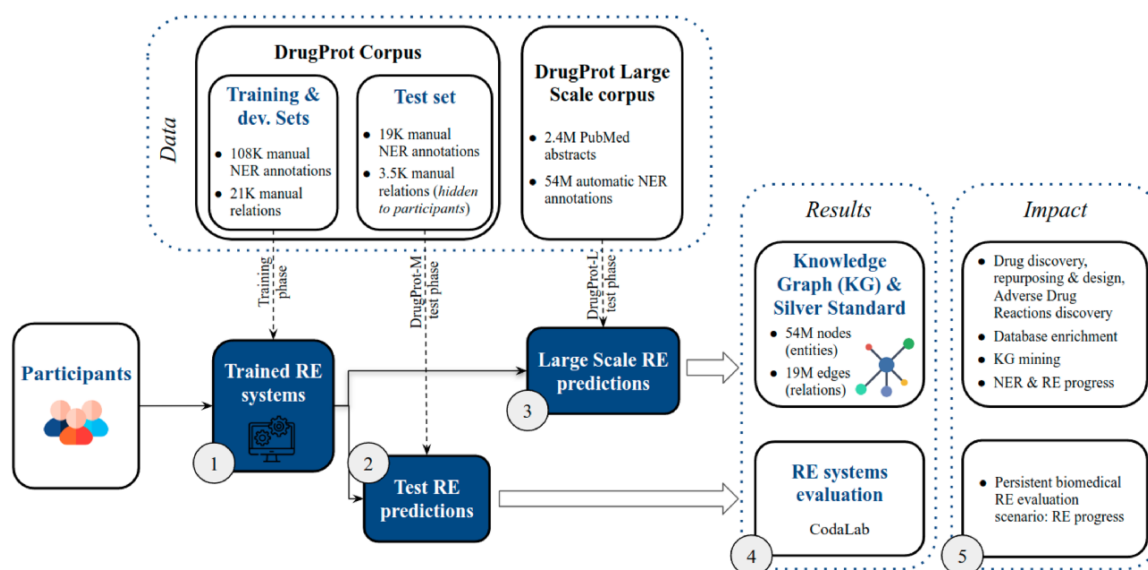 Data
DrugProt Corpus
Training &
dev. Sets
● 108K manual
NER annotations
● 21K manual
relations
Test set
● 19K manual
NER annotations
● 3.5K manual
relations (hidden
to participants)
DrugProt Large
Scale corpus
● 2.4M PubMed
abstracts
● 54M automatic NER
annotations
Training
phase
DrugProt-M
test phase
DrugProt-L
test phase
Participants
Trained RE
systems
1
2
Test RE
predictions
Large Scale RE
predictions
3
Results
Knowledge
Graph (KG) &
Silver Standard
● 54M nodes
(entities)
● 19M edges
(relations)
RE systems
evaluation
CodaLab
4
Impact
● Drug discovery,
repurposing & design,
Adverse Drug
Reactions discovery
● Database enrichment
● KG mining
● NER & RE progress
● Persistent biomedical
RE evaluation
scenario: RE progress
5